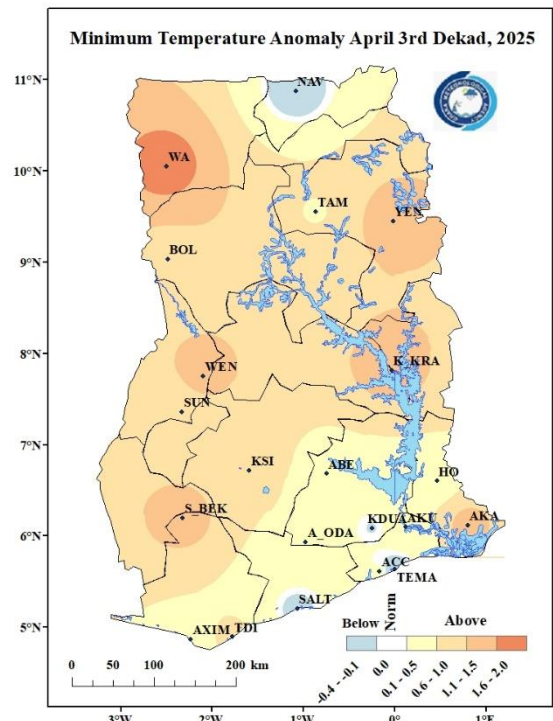 Minimum Temperature Anomaly April 3rd Dekad, 2025
11°N
NAV
10°N
WA
TAM
YEN
9°N
BOL
8°N
K_KRA
WEN
SUN
7°N
KSI
ABE
HO
6°N
S_BEK
KDUA
AKU
AKA
A_ODA
ACC
TEMA
SALT
5°N
AXIM
TDI
Below
Norm
Above
-0.4 - -0.1
0.0
0.1 - 0.5
0.6 - 1.0
1.1 - 1.5
1.6 - 2.0
0 50 100 200 km
3°W 2°W 1°W 0° 1°E